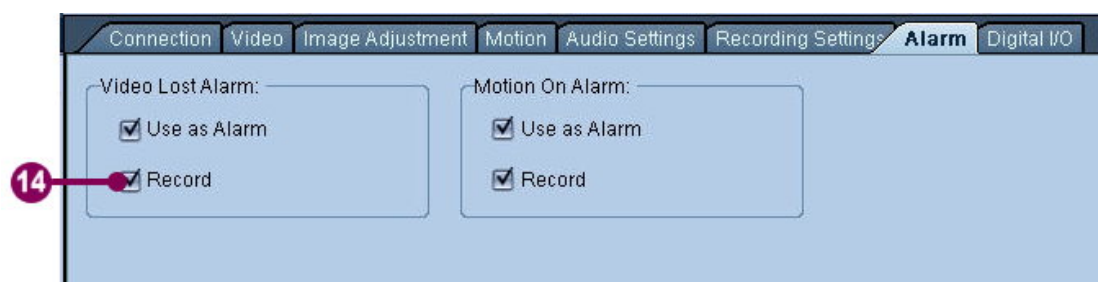 Connection Video Image Adjustment Motion Audio Settings Recording Settings Alarm Digital I/O
Video Lost Alarm: Motion On Alarm:
Use as Alarm Use as Alarm
14 Record Record